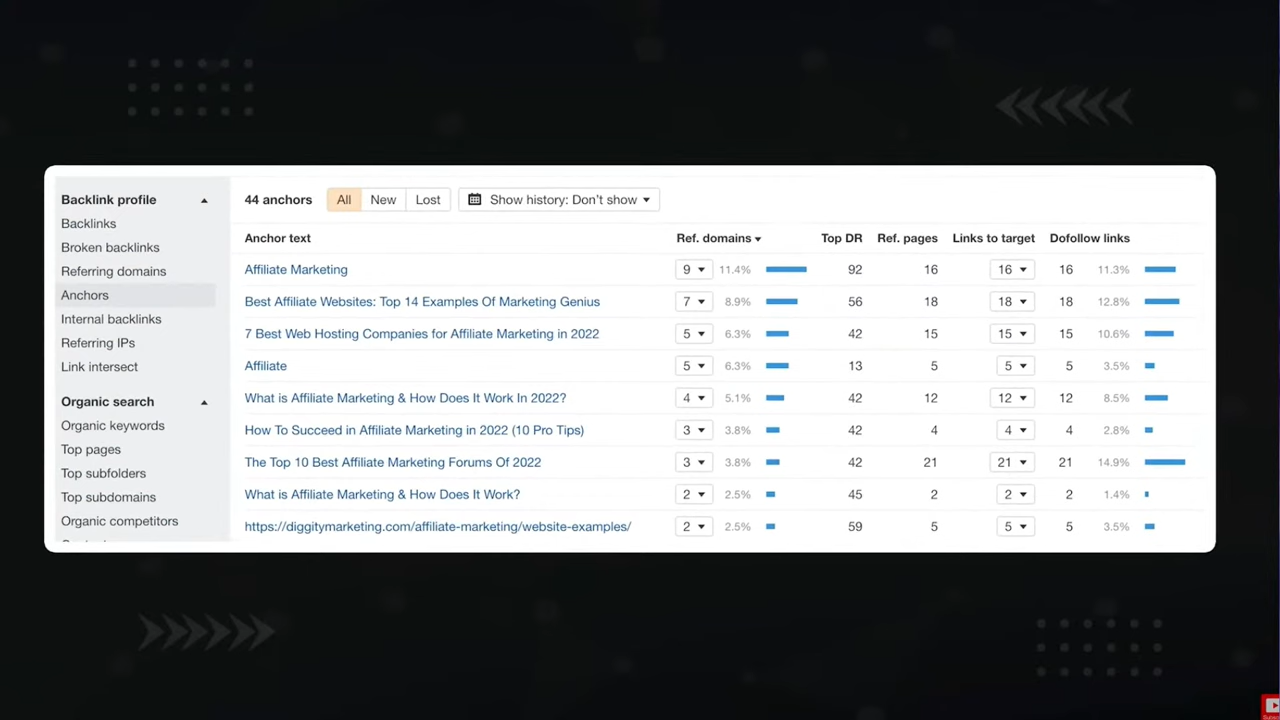 Backlink profile
Backlinks
Broken backlinks
Referring domains
Anchors
Internal backlinks
Referring IPs
Link intersect
Organic search
Organic keywords
Top pages
Top subfolders
Top subdomains
Organic competitors
44 anchors All New Lost Show history: Don't show
Anchor text Ref. domains Top DR Ref. pages Links to target Dofollow links
Affiliate Marketing 9 11.4% 92 16 16 16 11.3%
Best Affiliate Websites: Top 14 Examples Of Marketing Genius 7 8.9% 56 18 18 18 12.8%
7 Best Web Hosting Companies for Affiliate Marketing in 2022 5 6.3% 42 15 15 15 10.6%
Affiliate 5 6.3% 13 5 5 5 3.5%
What is Affiliate Marketing & How Does It Work In 2022? 4 5.1% 42 12 12 12 8.5%
How To Succeed in Affiliate Marketing in 2022 (10 Pro Tips) 3 3.8% 42 4 4 4 2.8%
The Top 10 Best Affiliate Marketing Forums Of 2022 3 3.8% 42 21 21 21 14.9%
What is Affiliate Marketing & How Does It Work? 2 2.5% 45 2 2 2 1.4%
https://diggitymarketing.com/affiliate-marketing/website-examples/ 2 2.5% 59 5 5 5 3.5%